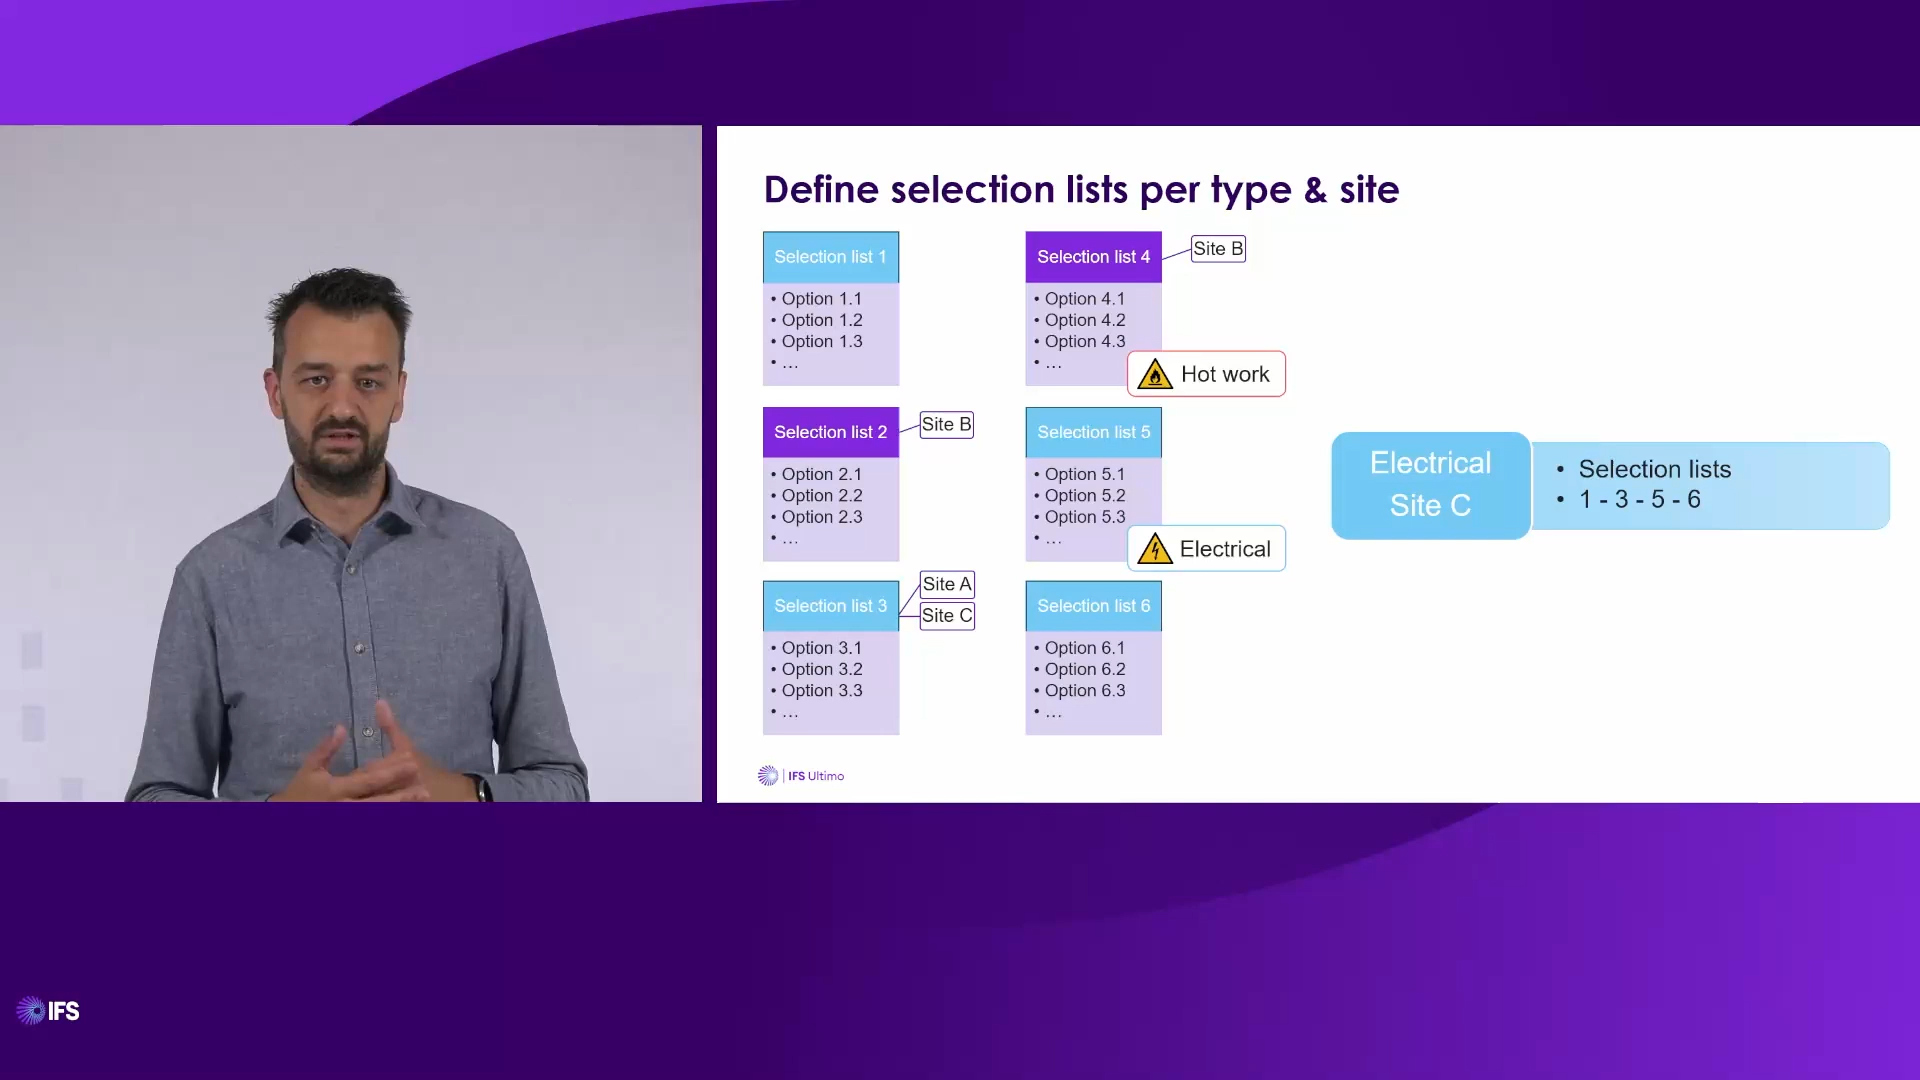 Define selection lists per type & site
Selection list 1
• Option 1.1
• Option 1.2
• Option 1.3
• …
Selection list 2
Site B
• Option 2.1
• Option 2.2
• Option 2.3
• …
Selection list 3
Site A
Site C
• Option 3.1
• Option 3.2
• Option 3.3
• …
Selection list 4
Site B
• Option 4.1
• Option 4.2
• Option 4.3
• …
Hot work
Selection list 5
• Option 5.1
• Option 5.2
• Option 5.3
• …
Electrical
Selection list 6
• Option 6.1
• Option 6.2
• Option 6.3
• …
Electrical
Site C
• Selection lists
• 1 - 3 - 5 - 6
IFS Ultimo
IFS